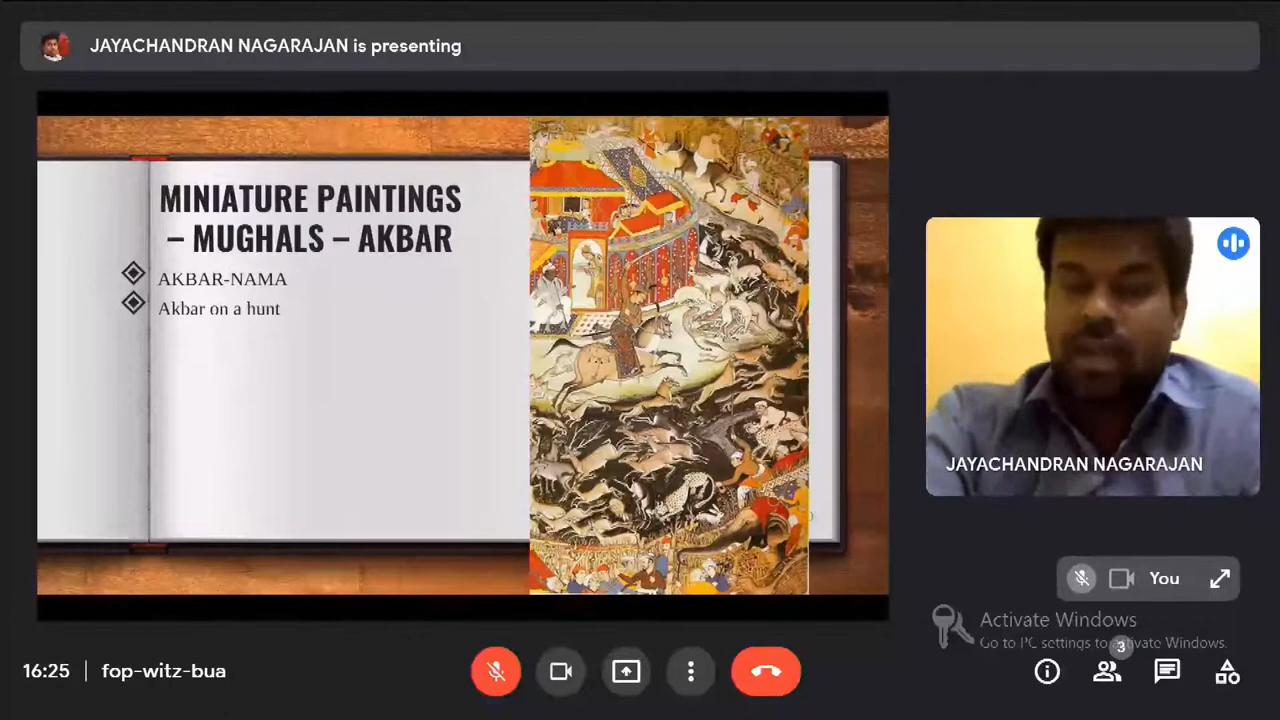 JAYACHANDRAN NAGARAJAN is presenting
MINIATURE PAINTINGS
– MUGHALS – AKBAR
AKBAR-NAMA
Akbar on a hunt
JAYACHANDRAN NAGARAJAN
You
Activate Windows
Go to PC settings to activate Windows.
3
16:25 | fop-witz-bua